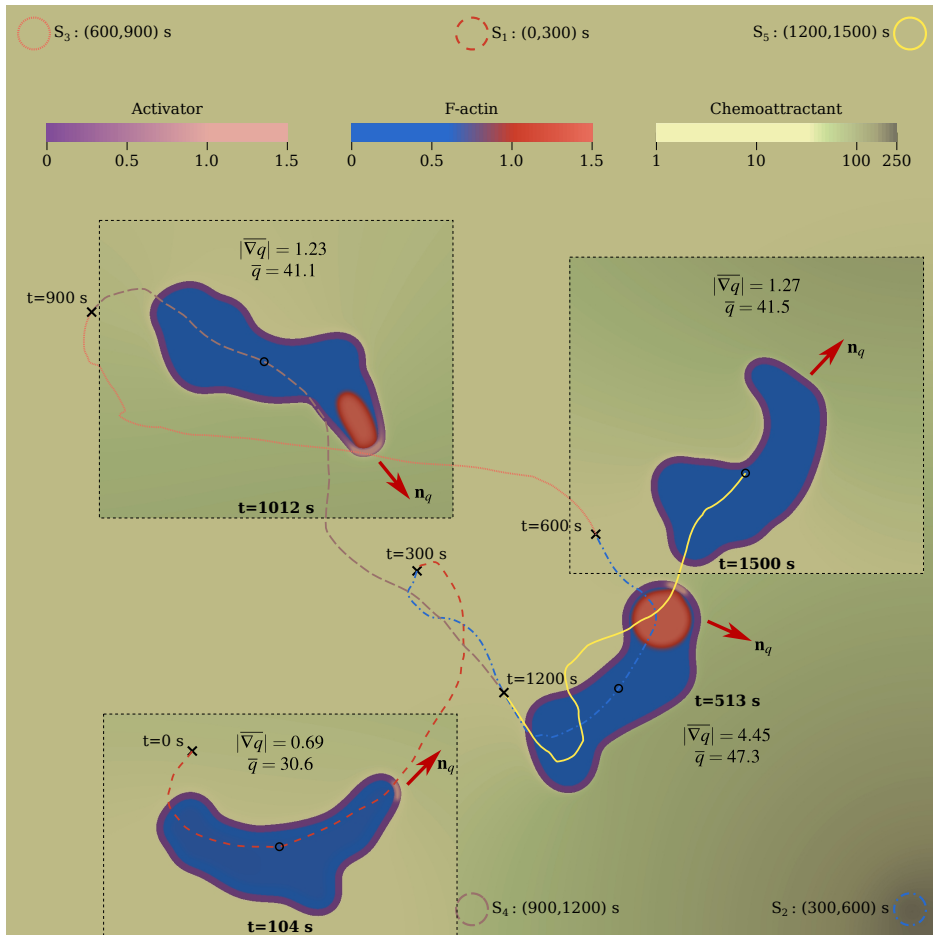 S₃ : (600,900) s
S₁ : (0,300) s
S₅ : (1200,1500) s
Activator
F-actin
Chemoattractant
0 0.5 1.0 1.5
0 0.5 1.0 1.5
1 10 100 250
|∇q̅| = 1.23
q̅ = 41.1
t=900 s
n_q
t=1012 s
|∇q̅| = 1.27
q̅ = 41.5
n_q
t=1500 s
t=600 s
t=300 s
t=1200 s
n_q
t=513 s
|∇q̅| = 4.45
q̅ = 47.3
t=0 s
|∇q̅| = 0.69
q̅ = 30.6
n_q
t=104 s
S₄ : (900,1200) s
S₂ : (300,600) s